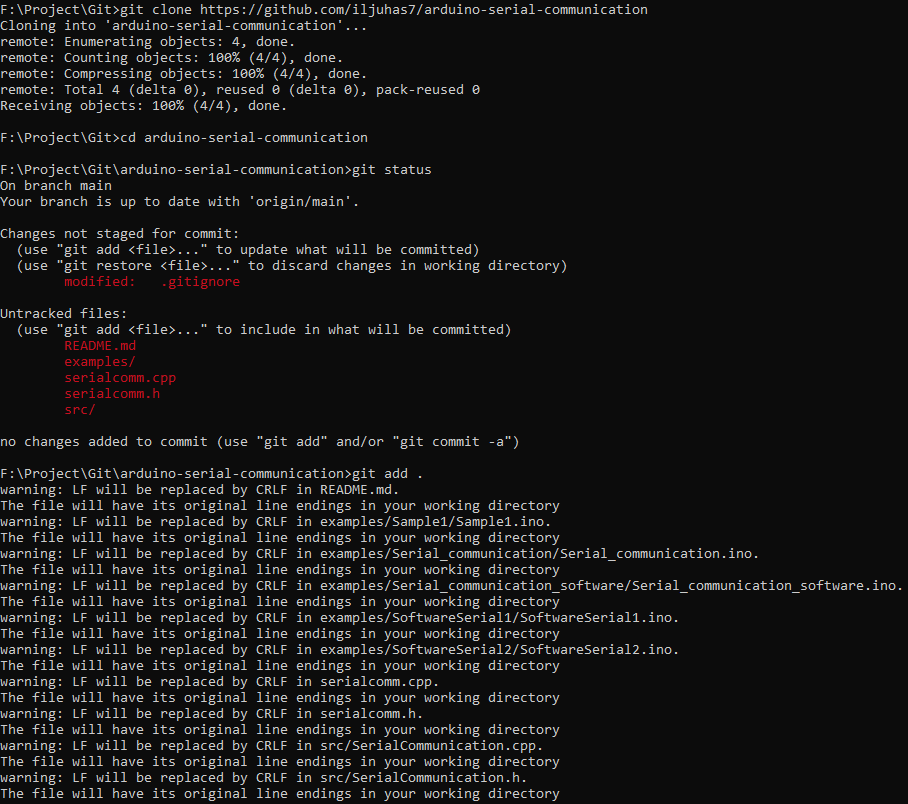 F:\Project\Git>git clone https://github.com/iljuhas7/arduino-serial-communication
Cloning into 'arduino-serial-communication'...
remote: Enumerating objects: 4, done.
remote: Counting objects: 100% (4/4), done.
remote: Compressing objects: 100% (4/4), done.
remote: Total 4 (delta 0), reused 0 (delta 0), pack-reused 0
Receiving objects: 100% (4/4), done.
F:\Project\Git>cd arduino-serial-communication
F:\Project\Git\arduino-serial-communication>git status
On branch main
Your branch is up to date with 'origin/main'.
Changes not staged for commit:
  (use "git add <file>..." to update what will be committed)
  (use "git restore <file>..." to discard changes in working directory)
        modified:   .gitignore
Untracked files:
  (use "git add <file>..." to include in what will be committed)
        README.md
        examples/
        serialcomm.cpp
        serialcomm.h
        src/
no changes added to commit (use "git add" and/or "git commit -a")
F:\Project\Git\arduino-serial-communication>git add .
warning: LF will be replaced by CRLF in README.md.
The file will have its original line endings in your working directory
warning: LF will be replaced by CRLF in examples/Sample1/Sample1.ino.
The file will have its original line endings in your working directory
warning: LF will be replaced by CRLF in examples/Serial_communication/Serial_communication.ino.
The file will have its original line endings in your working directory
warning: LF will be replaced by CRLF in examples/Serial_communication_software/Serial_communication_software.ino.
The file will have its original line endings in your working directory
warning: LF will be replaced by CRLF in examples/SoftwareSerial1/SoftwareSerial1.ino.
The file will have its original line endings in your working directory
warning: LF will be replaced by CRLF in examples/SoftwareSerial2/SoftwareSerial2.ino.
The file will have its original line endings in your working directory
warning: LF will be replaced by CRLF in serialcomm.cpp.
The file will have its original line endings in your working directory
warning: LF will be replaced by CRLF in serialcomm.h.
The file will have its original line endings in your working directory
warning: LF will be replaced by CRLF in src/SerialCommunication.cpp.
The file will have its original line endings in your working directory
warning: LF will be replaced by CRLF in src/SerialCommunication.h.
The file will have its original line endings in your working directory